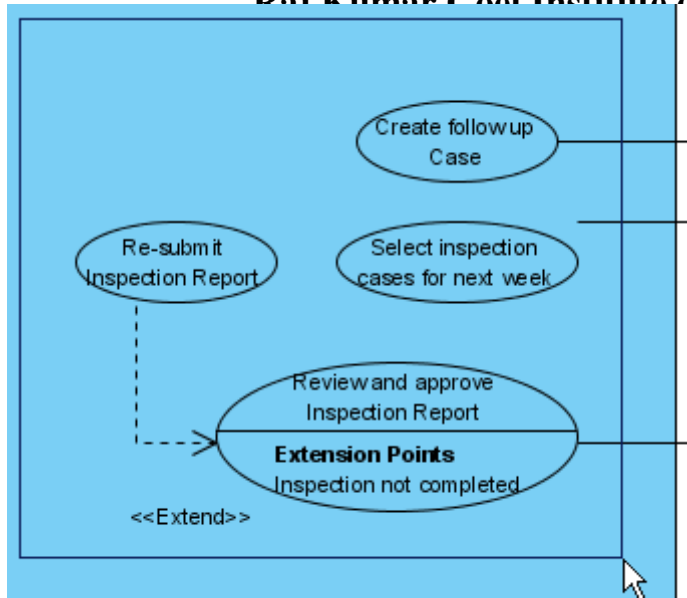 Create followup
Case
Re-submit
Inspection Report
Select inspection
cases for next week
Review and approve
Inspection Report
Extension Points
Inspection not completed
<<Extend>>